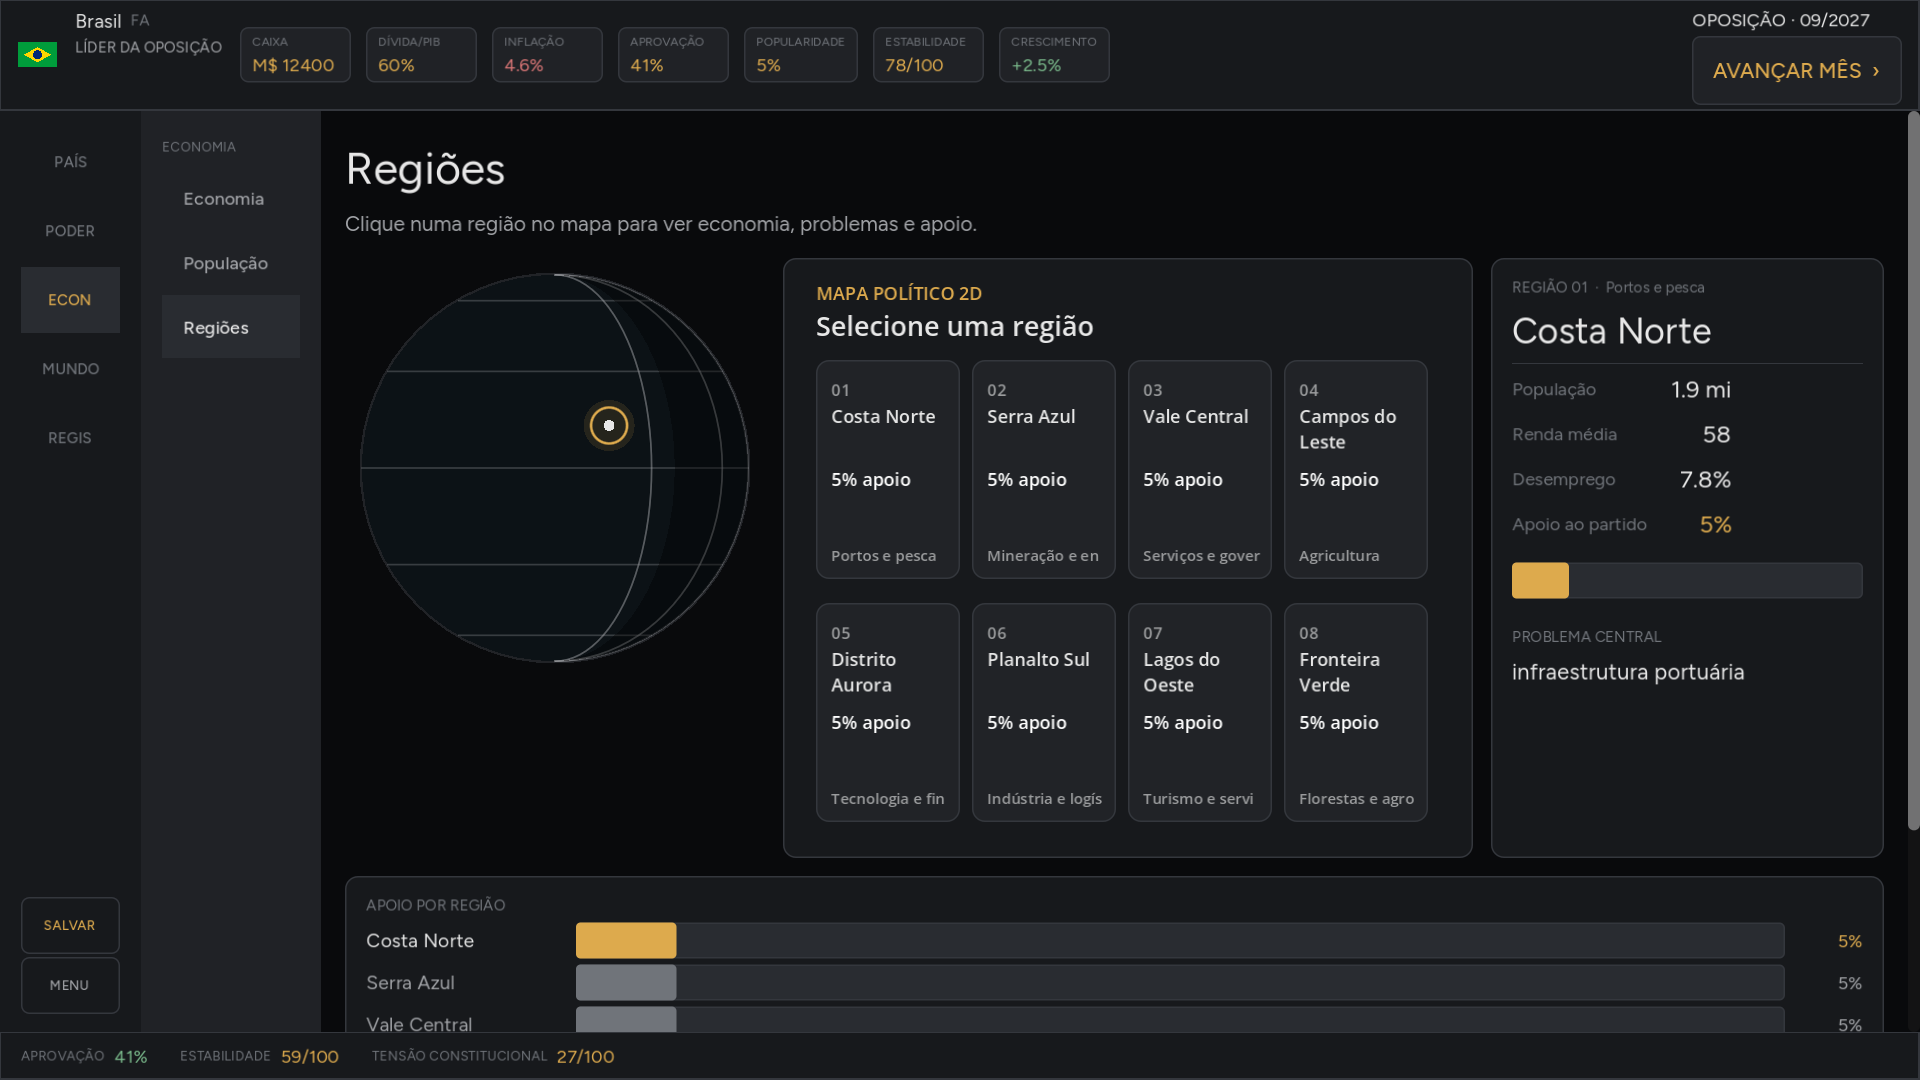 Brasil FA
LÍDER DA OPOSIÇÃO
CAIXA
M$ 12400
DÍVIDA/PIB
60%
INFLAÇÃO
4.6%
APROVAÇÃO
41%
POPULARIDADE
5%
ESTABILIDADE
78/100
CRESCIMENTO
+2.5%
OPOSIÇÃO · 09/2027
AVANÇAR MÊS ›
PAÍS
PODER
ECON
MUNDO
REGIS
SALVAR
MENU
ECONOMIA
Economia
População
Regiões
Regiões
Clique numa região no mapa para ver economia, problemas e apoio.
MAPA POLÍTICO 2D
Selecione uma região
01
Costa Norte
5% apoio
Portos e pesca
02
Serra Azul
5% apoio
Mineração e en
03
Vale Central
5% apoio
Serviços e gover
04
Campos do
Leste
5% apoio
Agricultura
05
Distrito
Aurora
5% apoio
Tecnologia e fin
06
Planalto Sul
5% apoio
Indústria e logís
07
Lagos do
Oeste
5% apoio
Turismo e servi
08
Fronteira
Verde
5% apoio
Florestas e agro
REGIÃO 01 · Portos e pesca
Costa Norte
População 1.9 mi
Renda média 58
Desemprego 7.8%
Apoio ao partido 5%
PROBLEMA CENTRAL
infraestrutura portuária
APOIO POR REGIÃO
Costa Norte 5%
Serra Azul 5%
Vale Central 5%
APROVAÇÃO 41% ESTABILIDADE 59/100 TENSÃO CONSTITUCIONAL 27/100